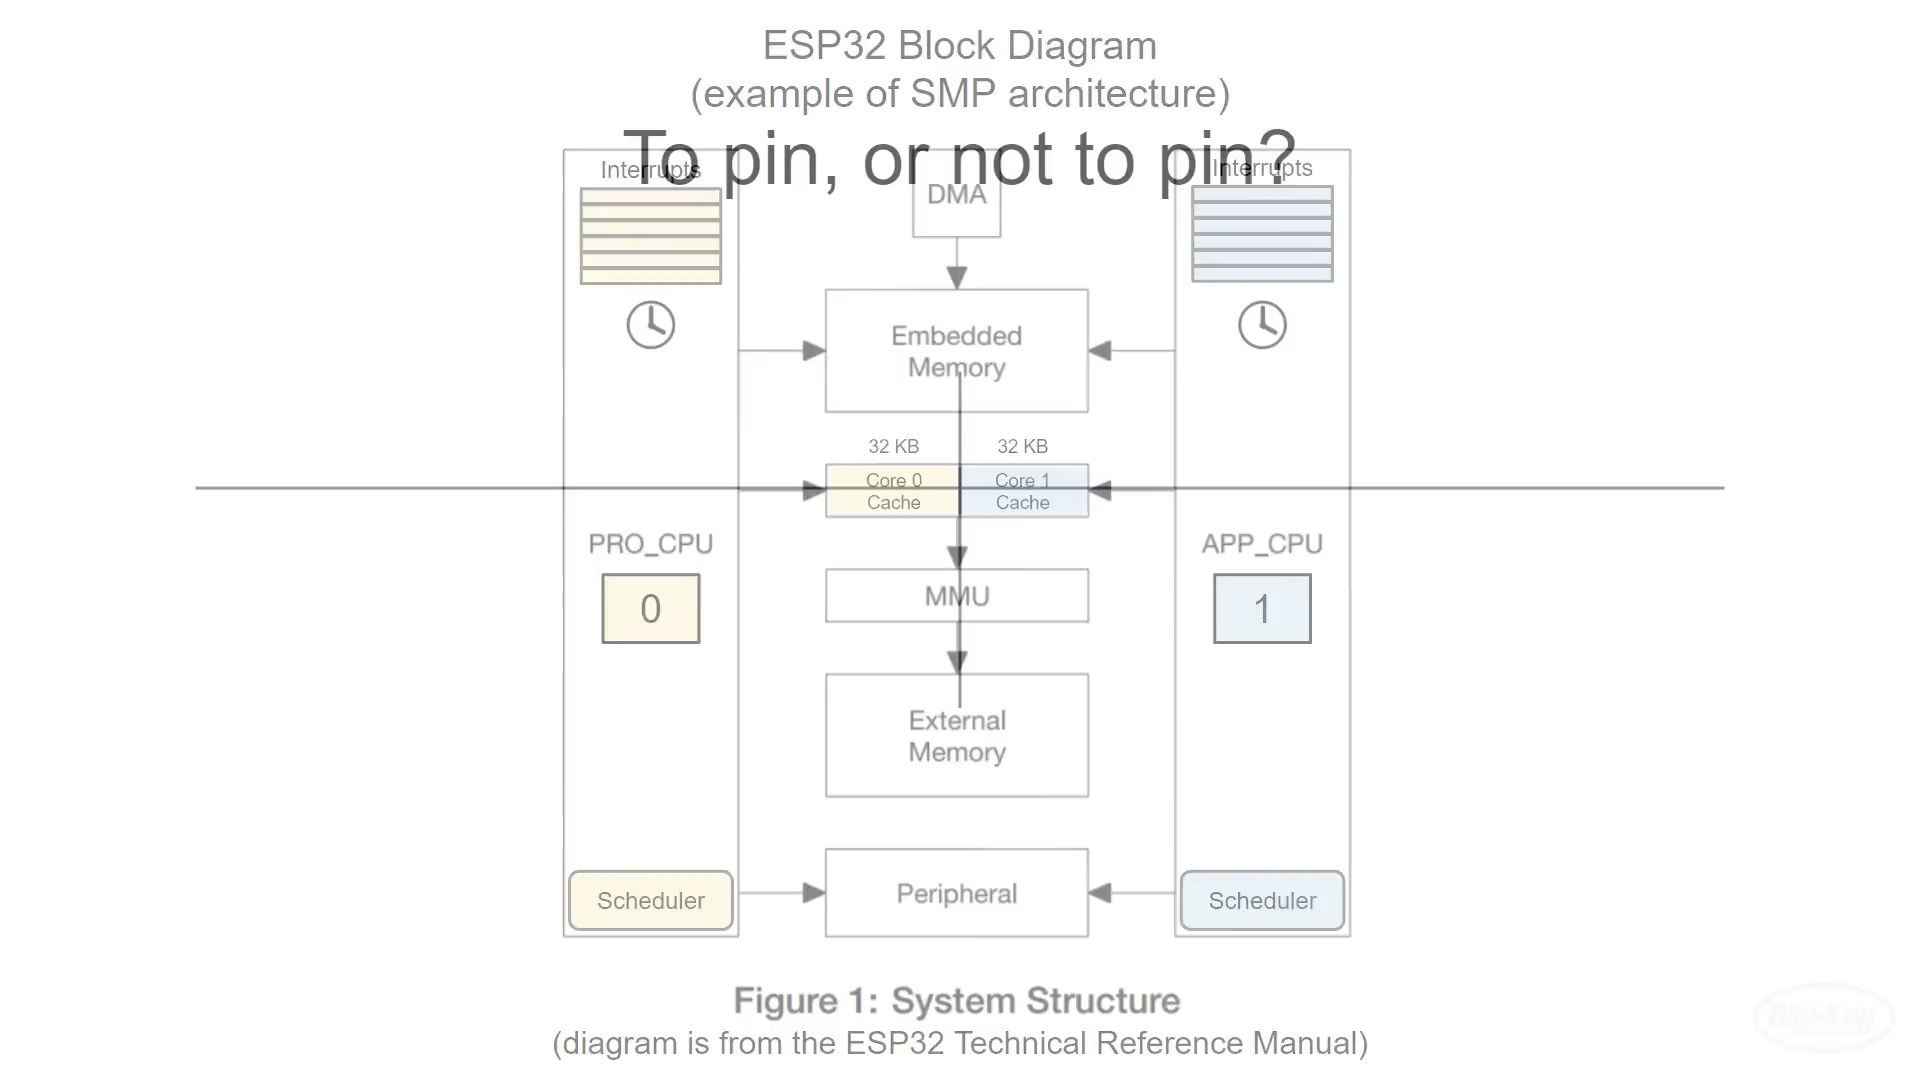 ESP32 Block Diagram
(example of SMP architecture)
To pin, or not to pin?
Interrupts
Interrupts
DMA
Embedded
Memory
32 KB
32 KB
Core 0
Cache
Core 1
Cache
PRO_CPU
APP_CPU
0
1
MMU
External
Memory
Scheduler
Peripheral
Scheduler
Figure 1: System Structure
(diagram is from the ESP32 Technical Reference Manual)
Digi-Key